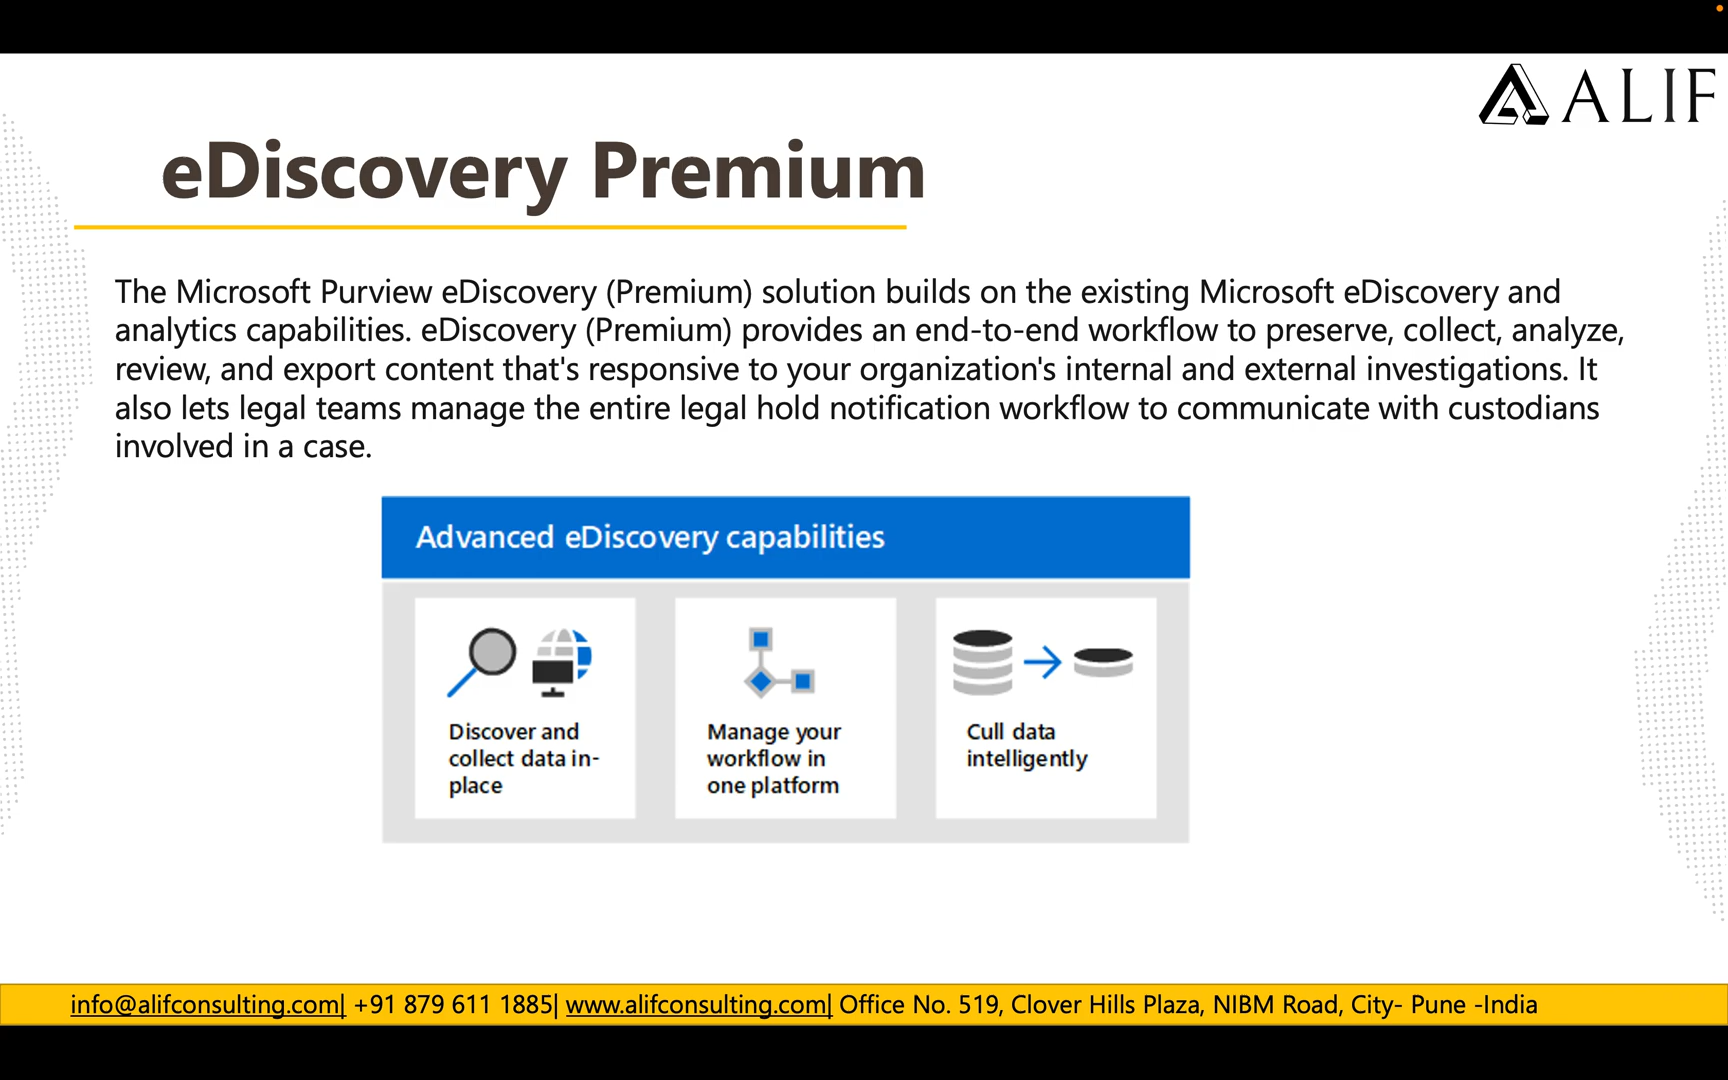 ALIF
eDiscovery Premium
The Microsoft Purview eDiscovery (Premium) solution builds on the existing Microsoft eDiscovery and
analytics capabilities. eDiscovery (Premium) provides an end-to-end workflow to preserve, collect, analyze,
review, and export content that's responsive to your organization's internal and external investigations. It
also lets legal teams manage the entire legal hold notification workflow to communicate with custodians
involved in a case.
Advanced eDiscovery capabilities
Discover and
collect data in-
place
Manage your
workflow in
one platform
Cull data
intelligently
info@alifconsulting.com| +91 879 611 1885| www.alifconsulting.com| Office No. 519, Clover Hills Plaza, NIBM Road, City- Pune -India